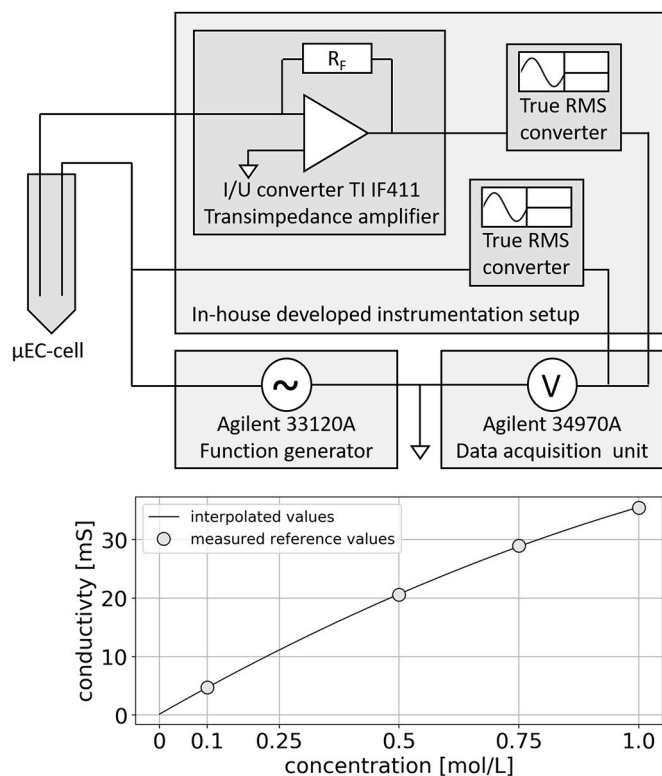 R_F
True RMS
converter
I/U converter TI IF411
Transimpedance amplifier
True RMS
converter
In-house developed instrumentation setup
µEC-cell
~
V
Agilent 33120A
Function generator
Agilent 34970A
Data acquisition unit
interpolated values
measured reference values
conductivty [mS]
30
20
10
0
0 0.1 0.25 0.5 0.75 1.0
concentration [mol/L]